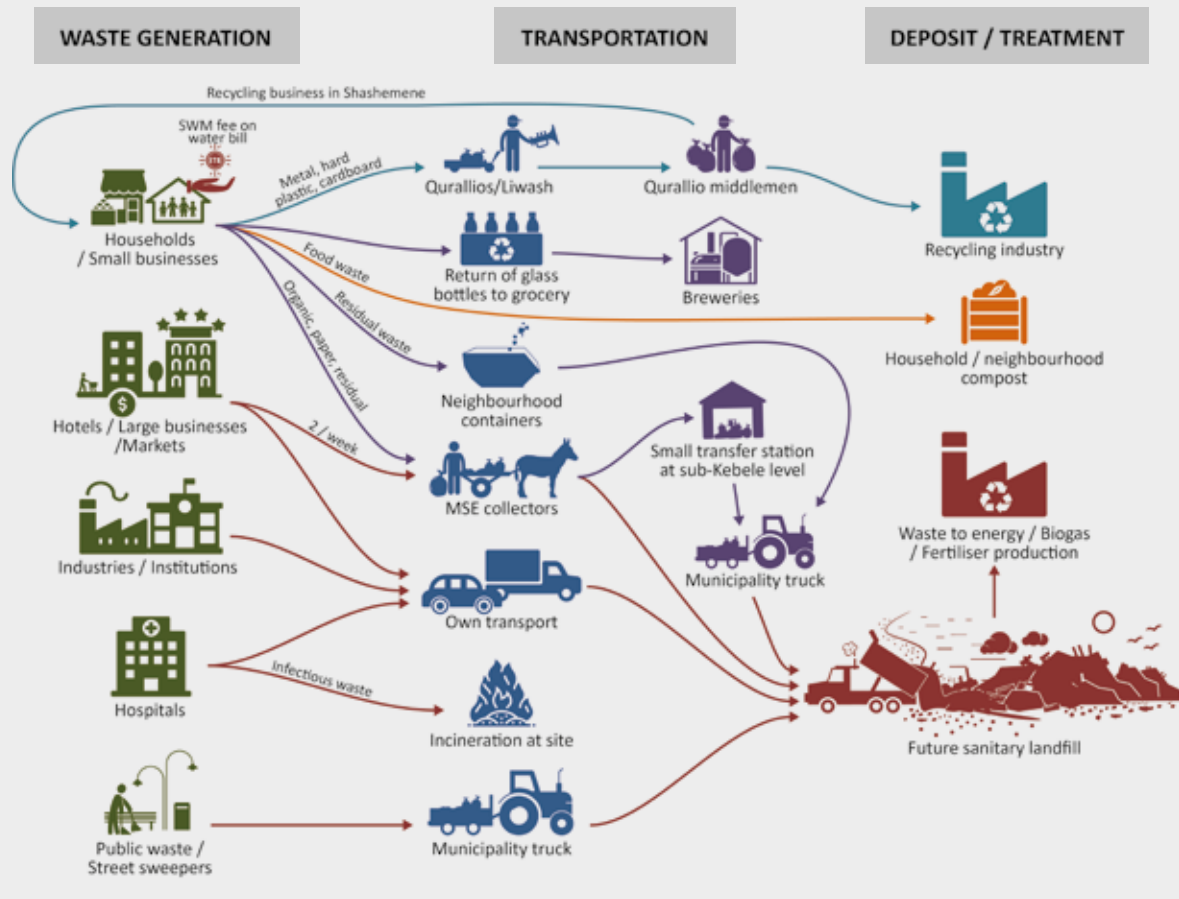 WASTE GENERATION
TRANSPORTATION
DEPOSIT / TREATMENT
Recycling business in Shashemene
SWM fee on
water bill
ETB
Households
/ Small businesses
Metal, hard
plastic, cardboard
Qurallios/Liwash
Qurallio middlemen
Recycling industry
Return of glass
bottles to grocery
Breweries
Food waste
Household / neighbourhood
compost
Residual waste
Neighbourhood
containers
Organic, paper, residual
$
Hotels / Large businesses
/Markets
2 / week
MSE collectors
Small transfer station
at sub-Kebele level
Municipality truck
Waste to energy / Biogas
/ Fertiliser production
Industries / Institutions
Own transport
Hospitals
Infectious waste
Incineration at site
Future sanitary landfill
Public waste /
Street sweepers
Municipality truck